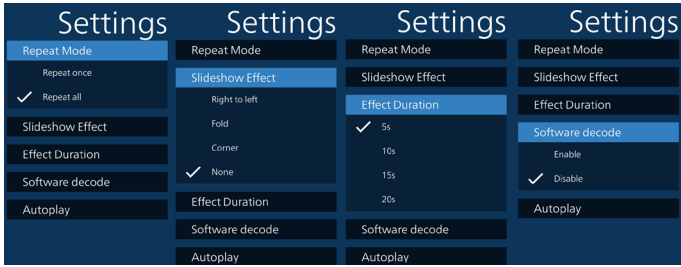 Settings
Repeat Mode
Repeat once
Repeat all
Slideshow Effect
Effect Duration
Software decode
Autoplay
Settings
Repeat Mode
Slideshow Effect
Right to left
Fold
Corner
None
Effect Duration
Software decode
Autoplay
Settings
Repeat Mode
Slideshow Effect
Effect Duration
5s
10s
15s
20s
Software decode
Autoplay
Settings
Repeat Mode
Slideshow Effect
Effect Duration
Software decode
Enable
Disable
Autoplay